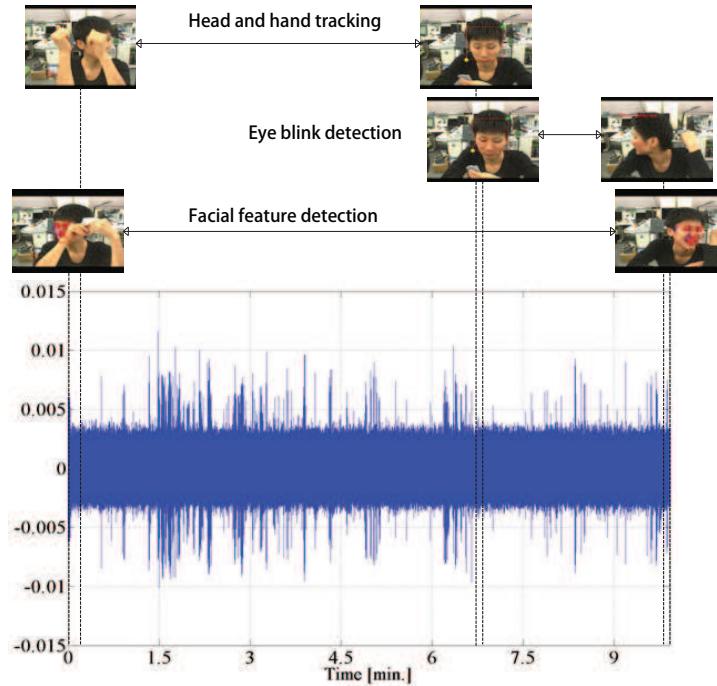 Head and hand tracking
Eye blink detection
Facial feature detection
0.015
0.01
0.005
0
-0.005
-0.01
-0.015
0 1.5 3 4.5 6 7.5 9
Time [min.]